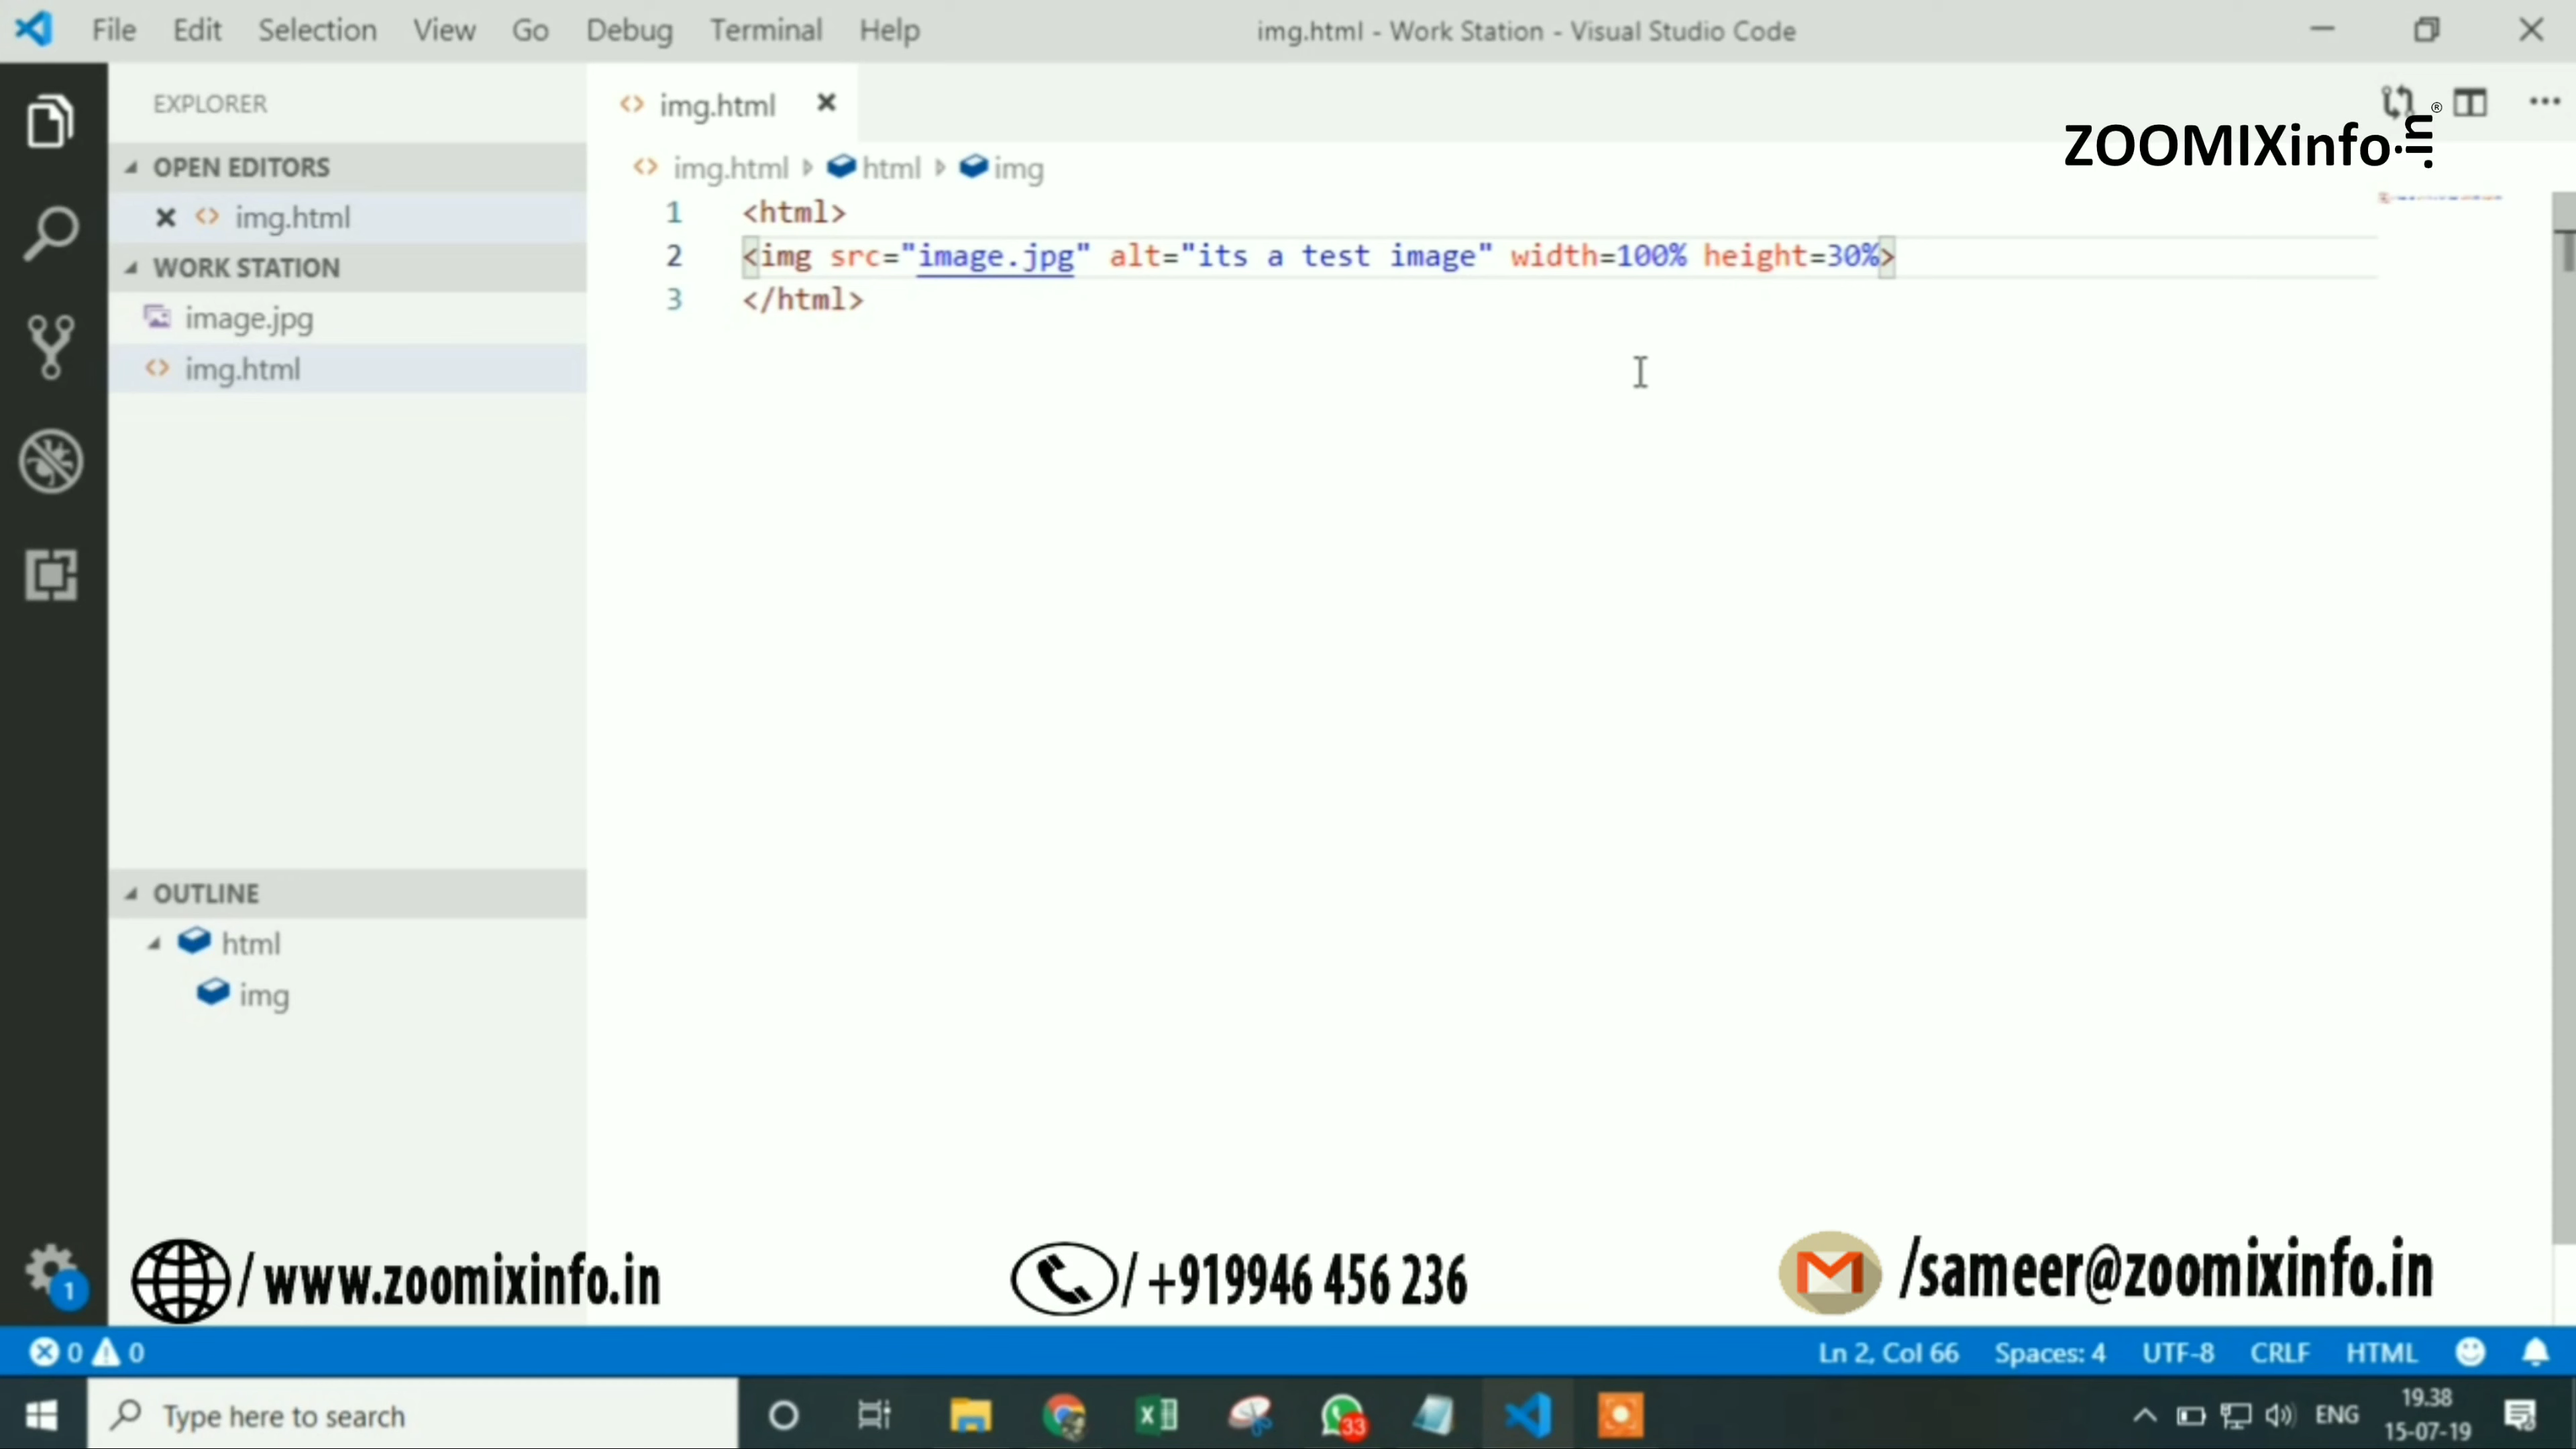 File Edit Selection View Go Debug Terminal Help
img.html - Work Station - Visual Studio Code
EXPLORER
img.html
ZOOMIXinfo.in®
OPEN EDITORS
img.html > html > img
img.html
WORK STATION
image.jpg
img.html
1 <html>
2 <img src="image.jpg" alt="its a test image" width=100% height=30%>
3 </html>
OUTLINE
html
img
1
/ www.zoomixinfo.in
/ +919946 456 236
/sameer@zoomixinfo.in
0 0
Ln 2, Col 66 Spaces: 4 UTF-8 CRLF HTML
Type here to search
33
ENG
19.38
15-07-19